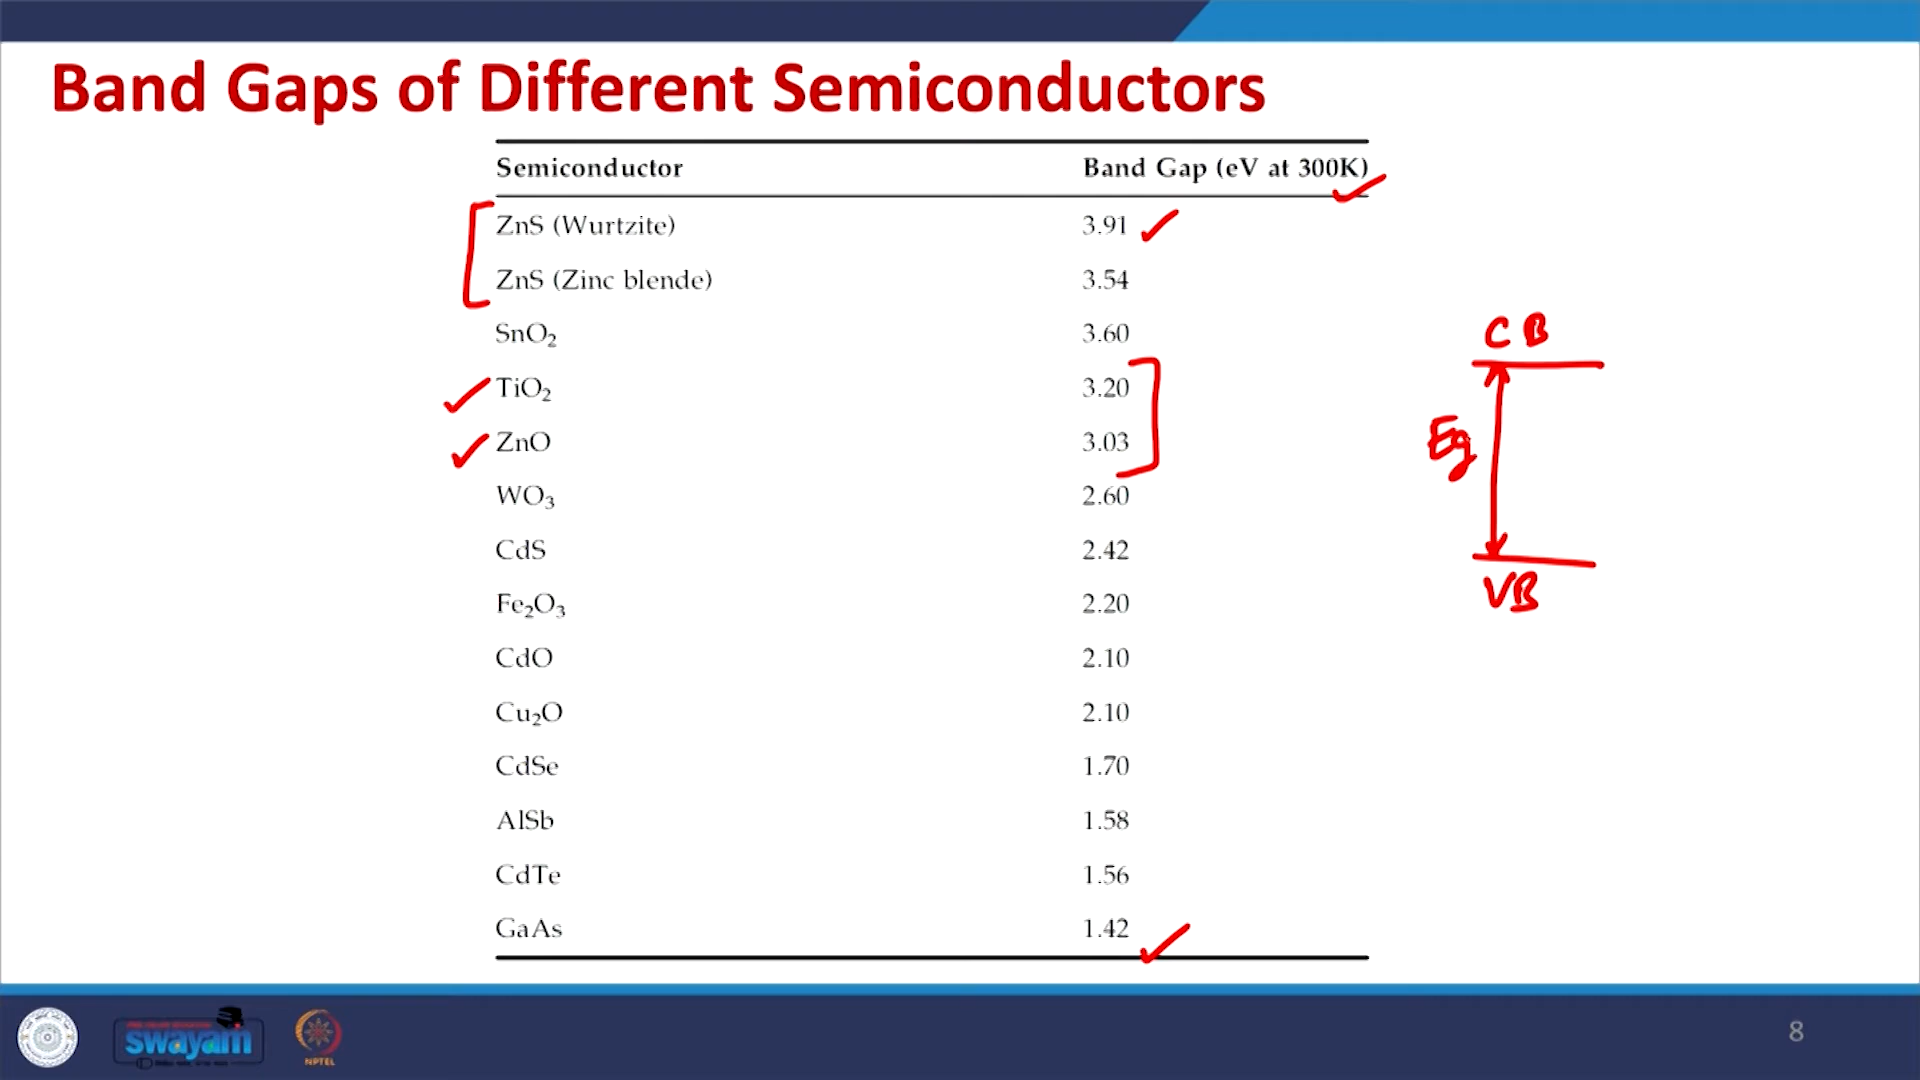 Band Gaps of Different Semiconductors
Semiconductor Band Gap (eV at 300K)
ZnS (Wurtzite) 3.91
ZnS (Zinc blende) 3.54
SnO₂ 3.60
TiO₂ 3.20
ZnO 3.03
WO₃ 2.60
CdS 2.42
Fe₂O₃ 2.20
CdO 2.10
Cu₂O 2.10
CdSe 1.70
AlSb 1.58
CdTe 1.56
GaAs 1.42
CB
Eg
VB
swayam
NPTEL
8